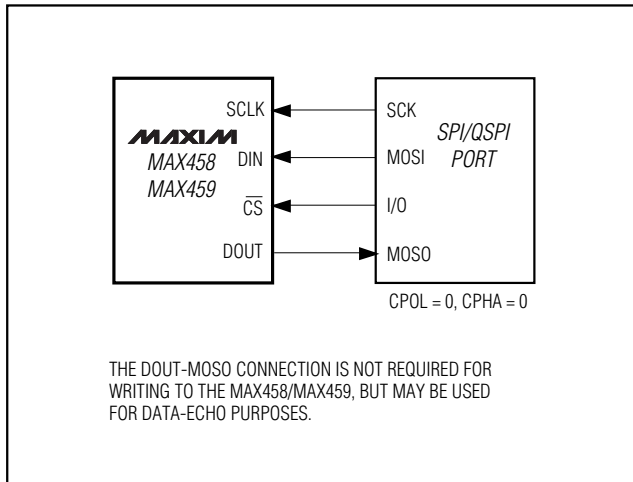 SCLK SCK
MAXIM SPI/QSPI
MAX458 DIN MOSI PORT
MAX459
C̅S̅ I/O
DOUT MOSO
CPOL = 0, CPHA = 0
THE DOUT-MOSO CONNECTION IS NOT REQUIRED FOR
WRITING TO THE MAX458/MAX459, BUT MAY BE USED
FOR DATA-ECHO PURPOSES.